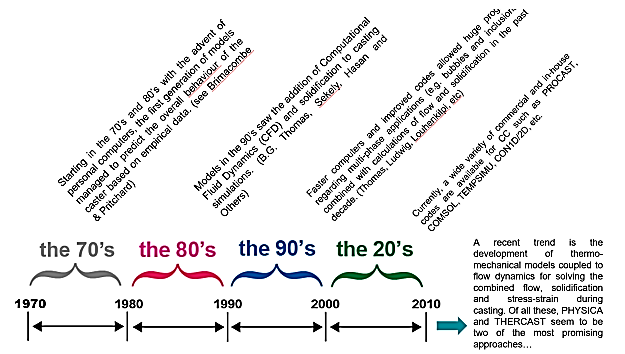 Starting in the 70's and 80's with the advent of
personal computers, the first generation of models
managed to predict the overall behaviour of the
caster based on empirical data. (see Brimacombe
& Pritchard)
Models in the 90's saw the addition of Computational
Fluid Dynamics (CFD) and solidification to casting
simulations. (B.G. Thomas, Sekely, Hasan and
Others)
Faster computers and improved codes allowed huge prog
regarding multi-phase applications (e.g. bubbles and inclusion
combined with calculations of flow and solidification in the past
decade. (Thomas, Ludwig, Louhenkilpi, etc)
Currently, a wide variety of commercial and in-house
codes are available for CC such as PROCAST,
COMSOL, TEMPSIMU, CON1D/2D, etc.
the 70's
the 80's
the 90's
the 20's
1970
1980
1990
2000
2010
A recent trend is the
development of thermo-
mechanical models coupled to
flow dynamics for solving the
combined flow, solidification
and stress-strain during
casting. Of all these, PHYSICA
and THERCAST seem to be
two of the most promising
approaches…